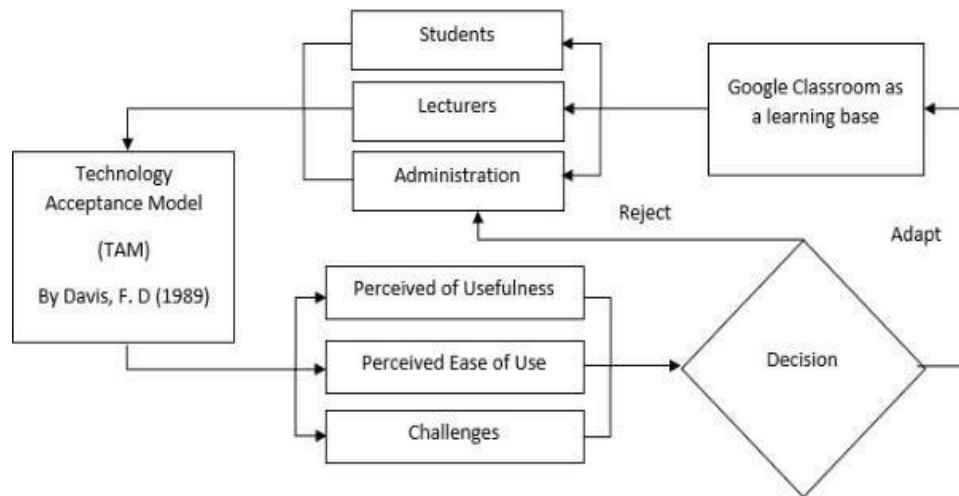 Students
Lecturers
Administration
Google Classroom as
a learning base
Technology
Acceptance Model
(TAM)
By Davis, F. D (1989)
Reject
Adapt
Perceived of Usefulness
Perceived Ease of Use
Challenges
Decision